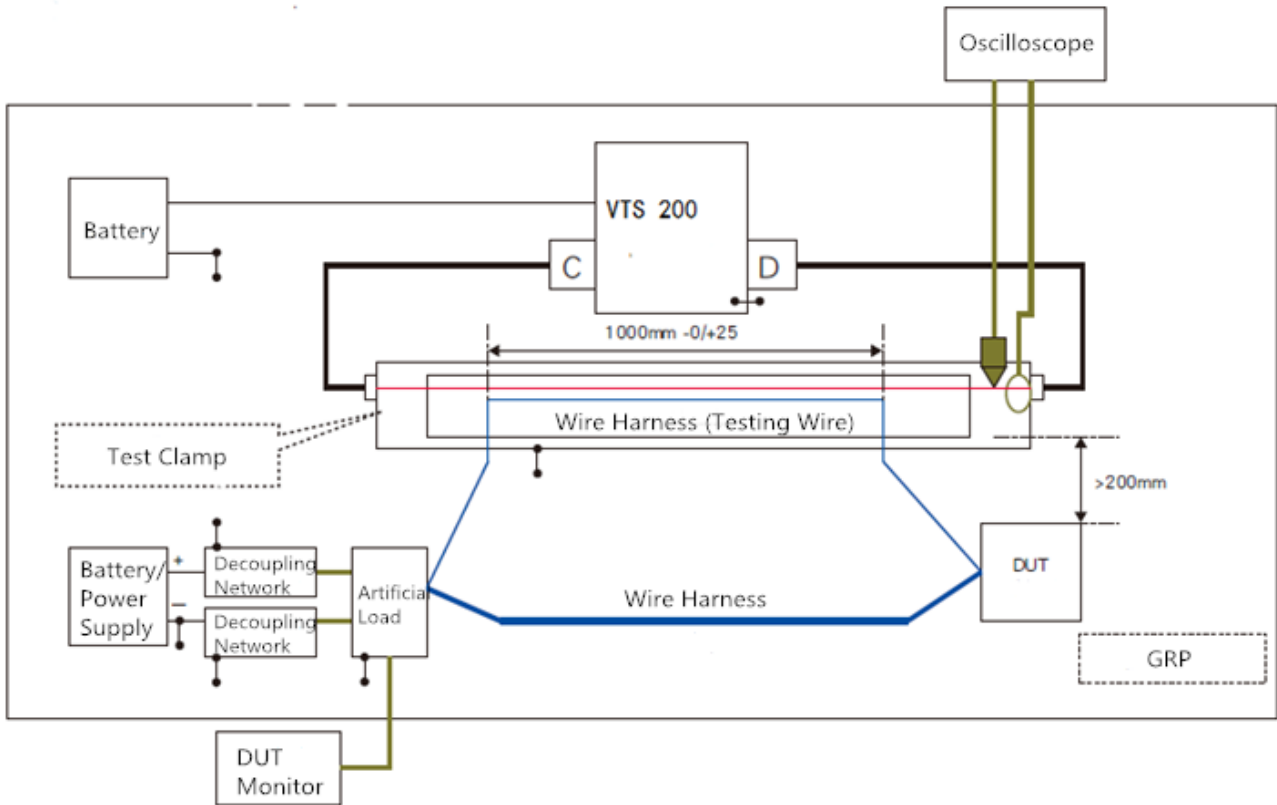 Oscilloscope
Battery
VTS 200
C
D
1000mm -0/+25
Wire Harness (Testing Wire)
Test Clamp
>200mm
Battery/
Power
Supply
+
−
Decoupling
Network
Decoupling
Network
Artificial
Load
Wire Harness
DUT
GRP
DUT
Monitor